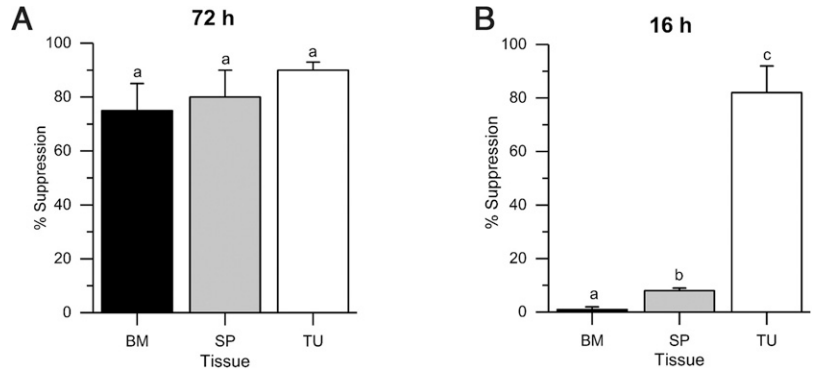 A
72 h
% Suppression
100
80
60
40
20
0
a
a
a
BM
SP
TU
Tissue
B
16 h
% Suppression
100
80
60
40
20
0
a
b
c
BM
SP
TU
Tissue